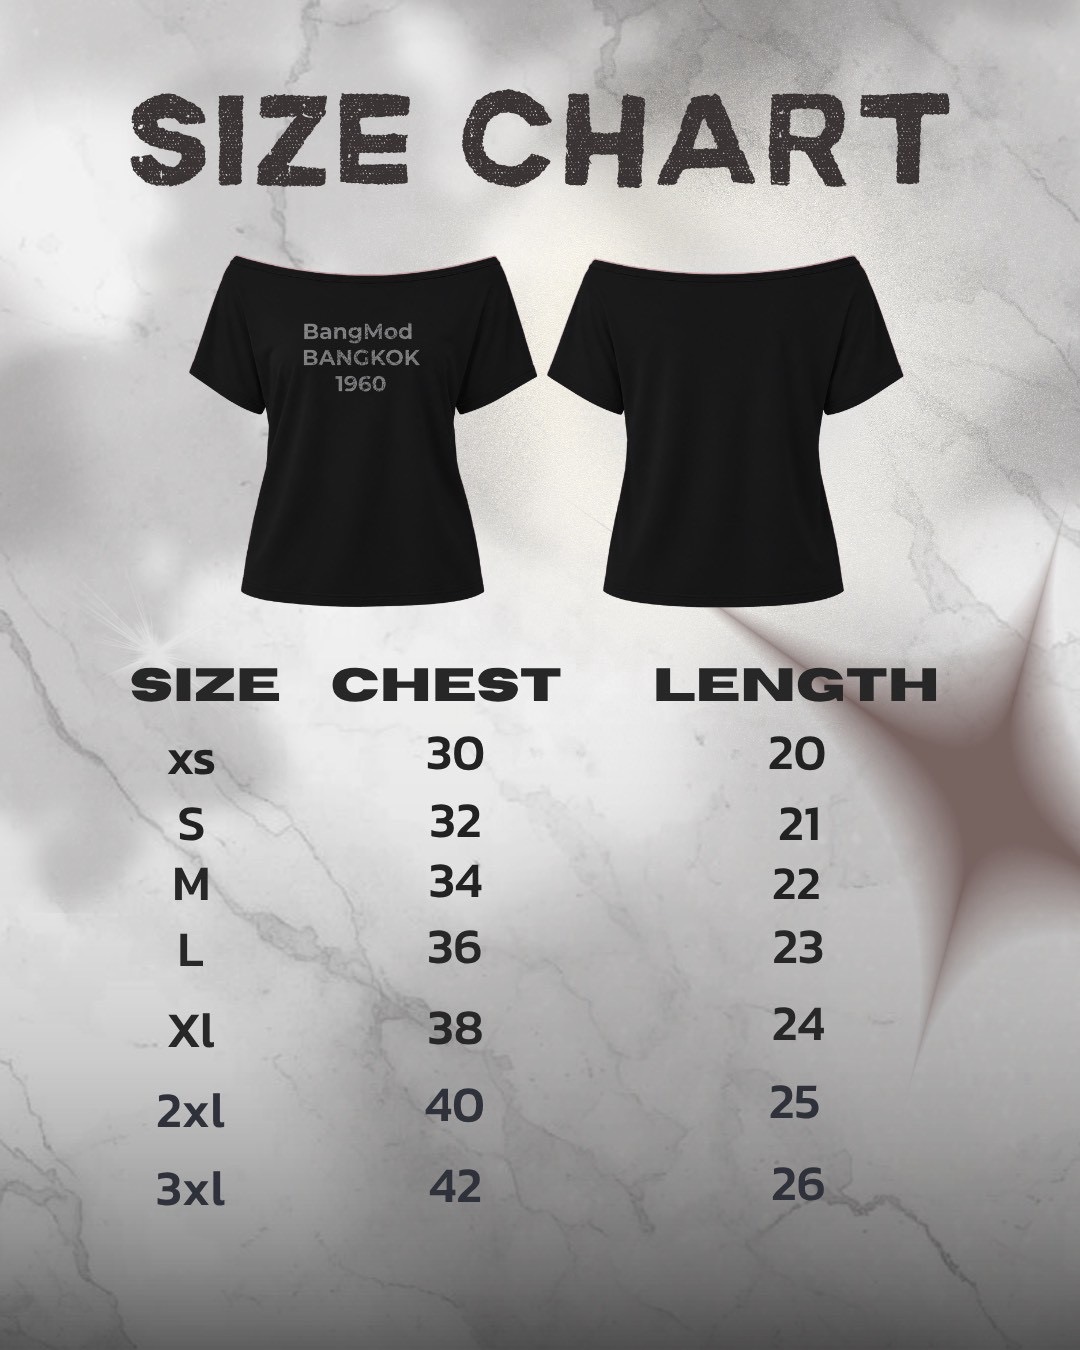 SIZE CHART
BangMod
BANGKOK
1960
SIZE CHEST LENGTH
xs 30 20
S 32 21
M 34 22
L 36 23
Xl 38 24
2xl 40 25
3xl 42 26